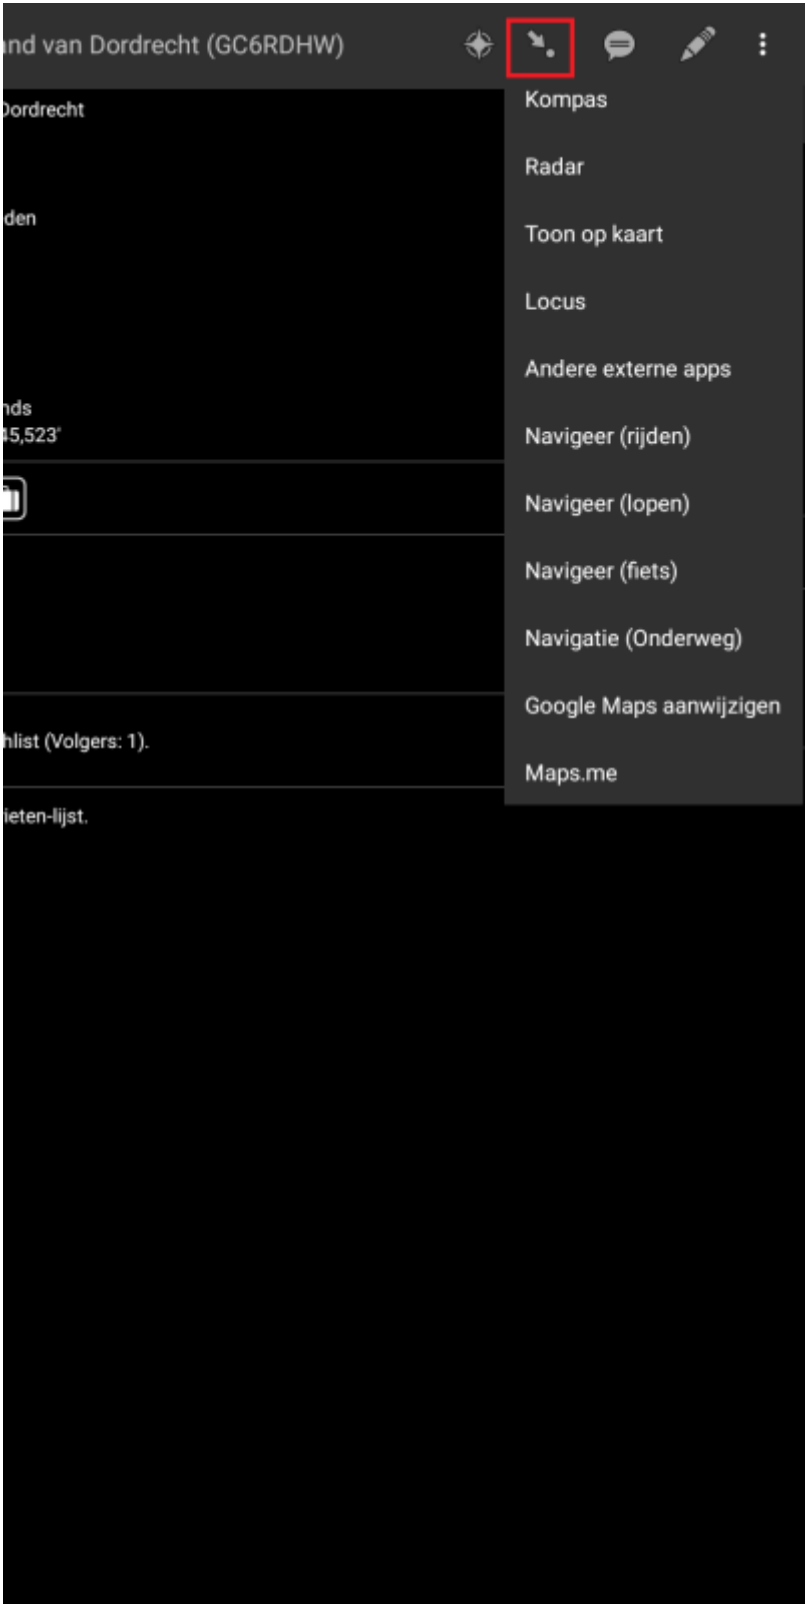 and van Dordrecht (GC6RDHW)
Dordrecht
den
nds
45,523'
hlist (Volgers: 1).
ieten-lijst.
Kompas
Radar
Toon op kaart
Locus
Andere externe apps
Navigeer (rijden)
Navigeer (lopen)
Navigeer (fiets)
Navigatie (Onderweg)
Google Maps aanwijzigen
Maps.me